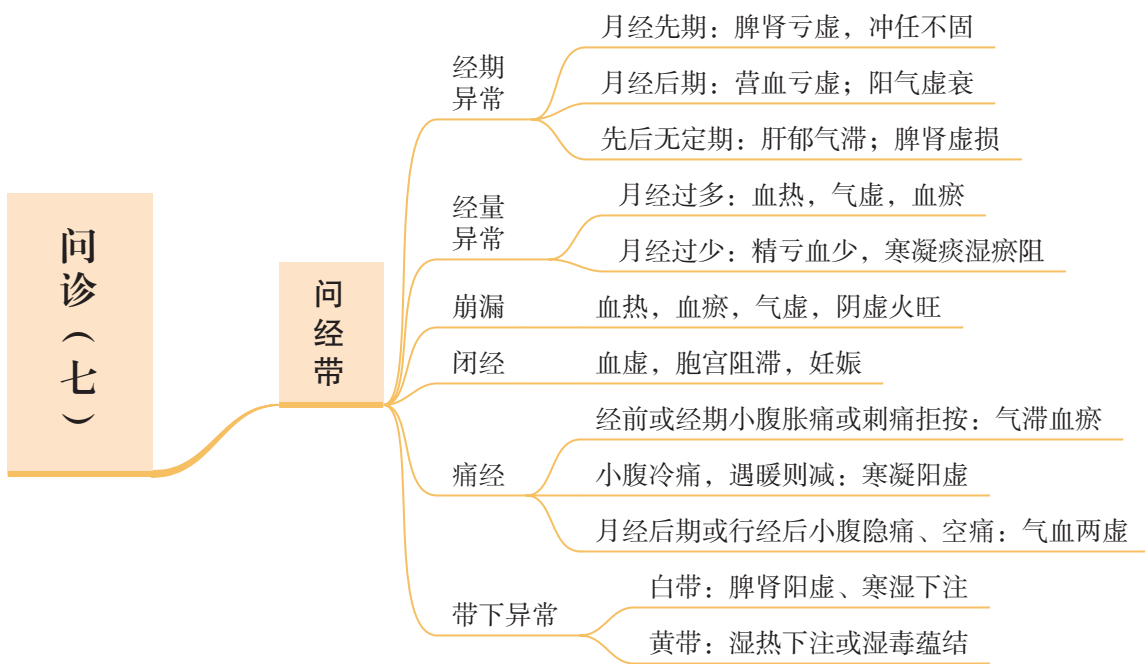 问诊（七）
问经带
经期
异常
月经先期：脾肾亏虚，冲任不固
月经后期：营血亏虚；阳气虚衰
先后无定期：肝郁气滞；脾肾虚损
经量
异常
月经过多：血热，气虚，血瘀
月经过少：精亏血少，寒凝痰湿瘀阻
崩漏
血热，血瘀，气虚，阴虚火旺
闭经
血虚，胞宫阻滞，妊娠
痛经
经前或经期小腹胀痛或刺痛拒按：气滞血瘀
小腹冷痛，遇暖则减：寒凝阳虚
月经后期或行经后小腹隐痛、空痛：气血两虚
带下异常
白带：脾肾阳虚、寒湿下注
黄带：湿热下注或湿毒蕴结